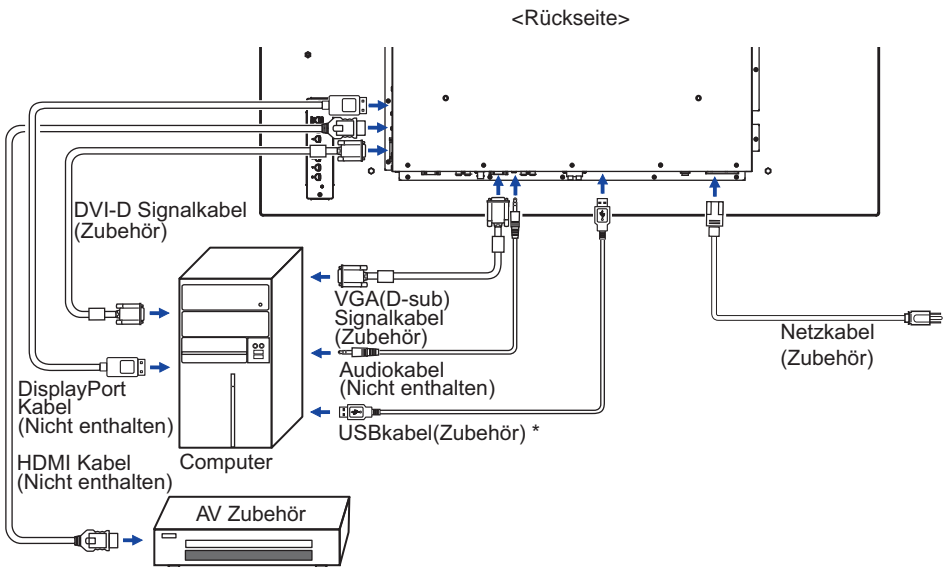 <Rückseite>
DVI-D Signalkabel
(Zubehör)
VGA(D-sub)
Signalkabel
(Zubehör)
Netzkabel
(Zubehör)
Audiokabel
(Nicht enthalten)
DisplayPort
Kabel
(Nicht enthalten)
USBkabel(Zubehör) *
Computer
HDMI Kabel
(Nicht enthalten)
AV Zubehör